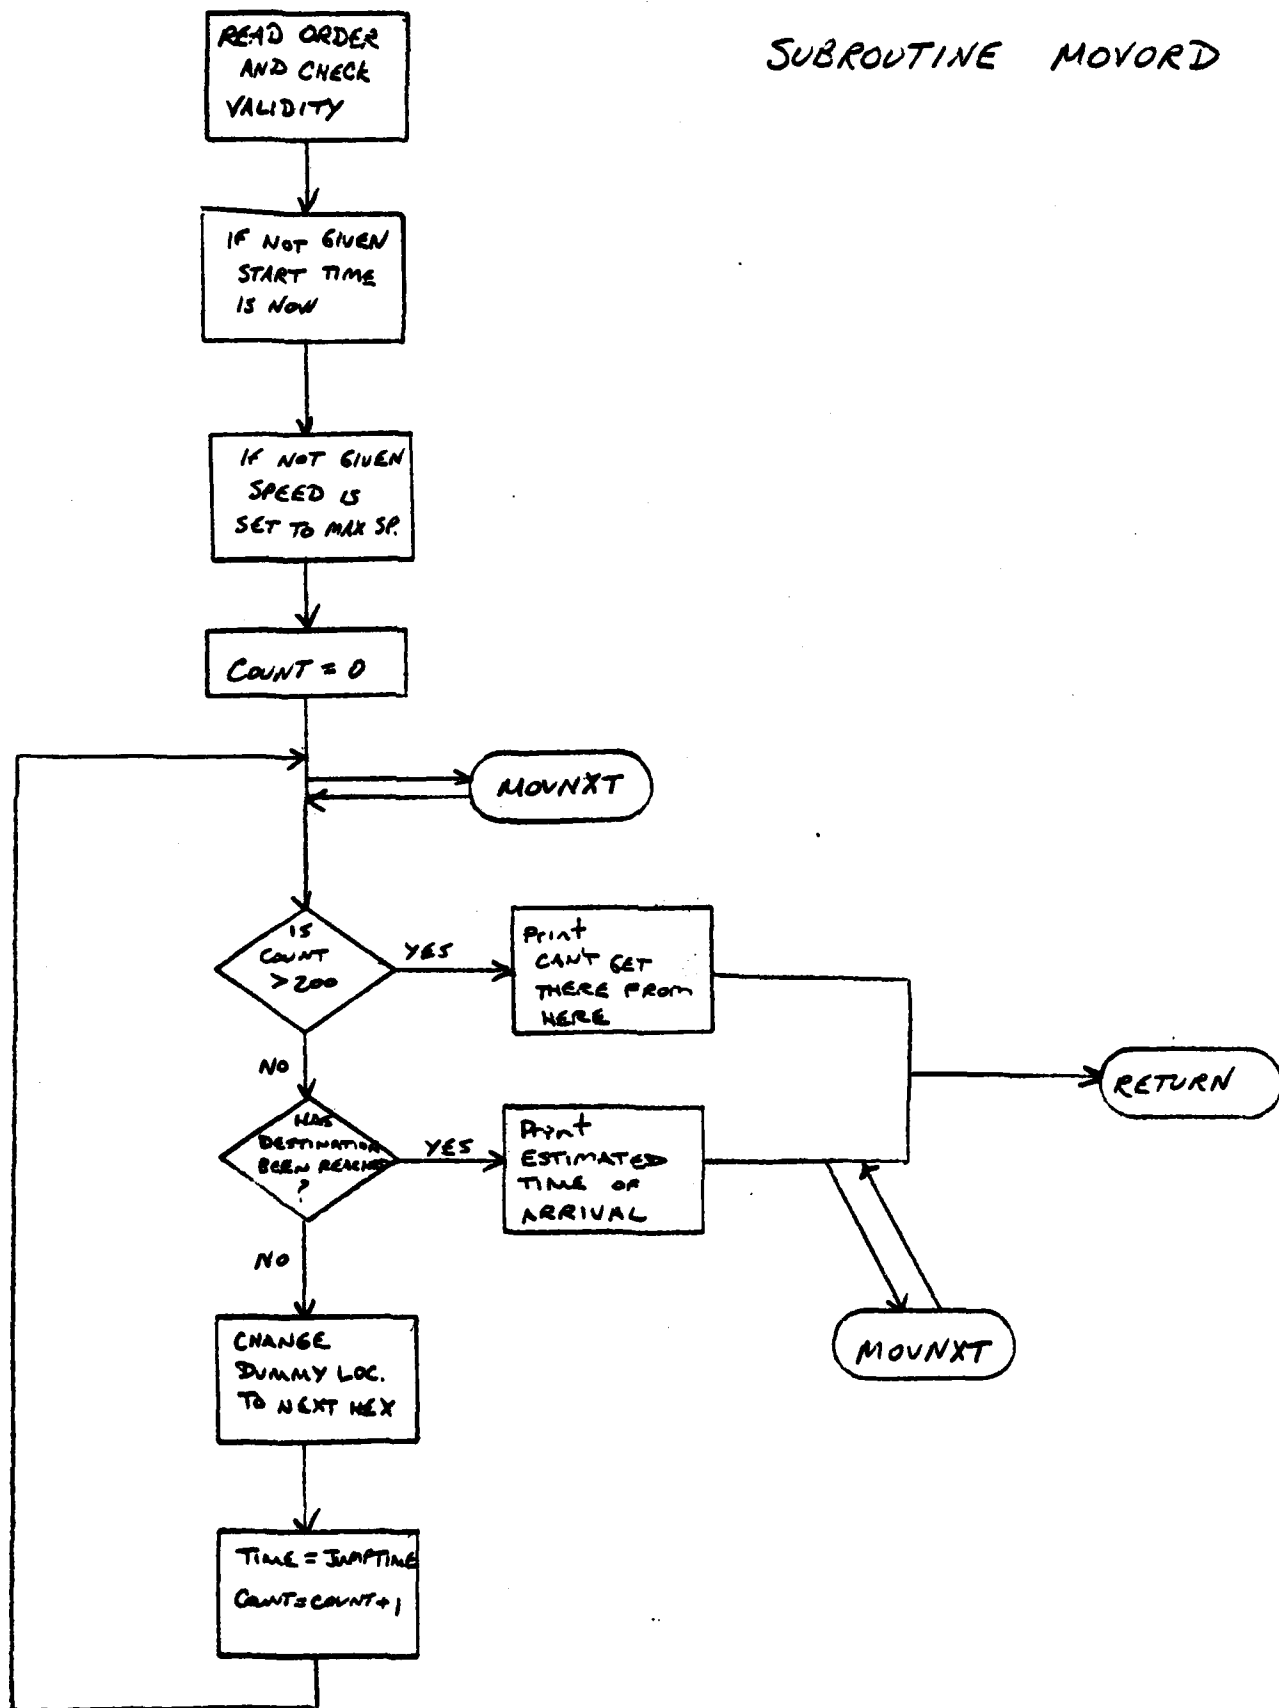 SUBROUTINE MOVORD
READ ORDER
AND CHECK
VALIDITY
IF NOT GIVEN
START TIME
IS NOW
IF NOT GIVEN
SPEED IS
SET TO MAX SP.
COUNT = 0
MOVNXT
IS
COUNT
> 200
YES
Print
CAN'T GET
THERE FROM
HERE
NO
RETURN
HAS
DESTINATION
BEEN REACHED
?
YES
Print
ESTIMATED
TIME OF
ARRIVAL
NO
MOVNXT
CHANGE
DUMMY LOC.
TO NEXT HEX
TIME = JUMPTIME
COUNT = COUNT + 1